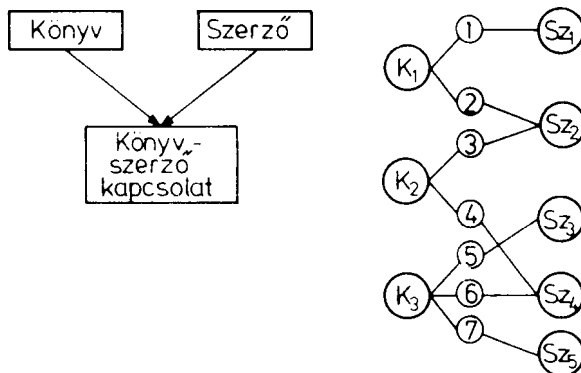 Könyv
Szerző
Könyv-
szerző
kapcsolat
1
Sz1
K1
2
Sz2
3
K2
4
Sz3
5
K3
6
Sz4
7
Sz5